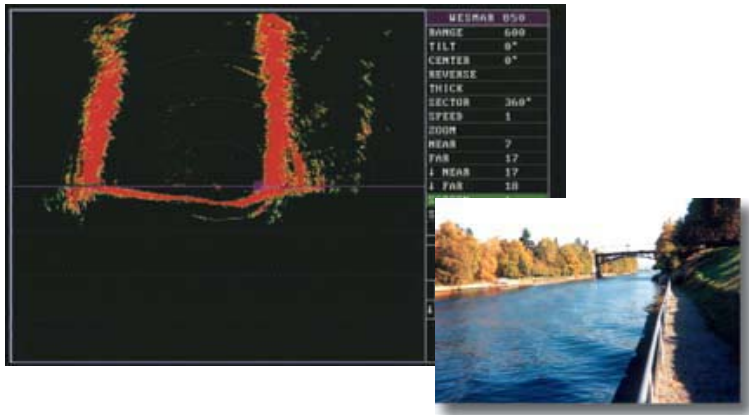 WESMAR 850
RANGE 600
TILT 0°
CENTER 0°
REVERSE
THICK
SECTOR 360°
SPEED 1
ZOOM
NEAR 7
FAR 17
↓ NEAR 17
↓ FAR 18